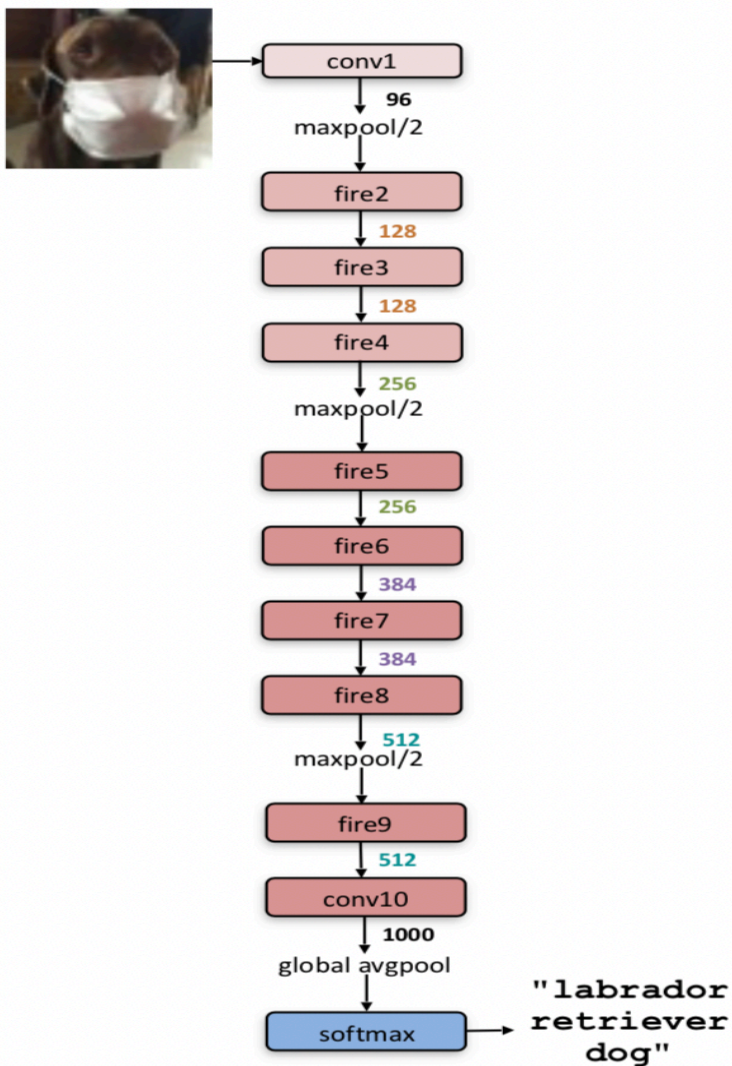 conv1
96
maxpool/2
fire2
128
fire3
128
fire4
256
maxpool/2
fire5
256
fire6
384
fire7
384
fire8
512
maxpool/2
fire9
512
conv10
1000
global avgpool
softmax
"labrador
retriever
dog"